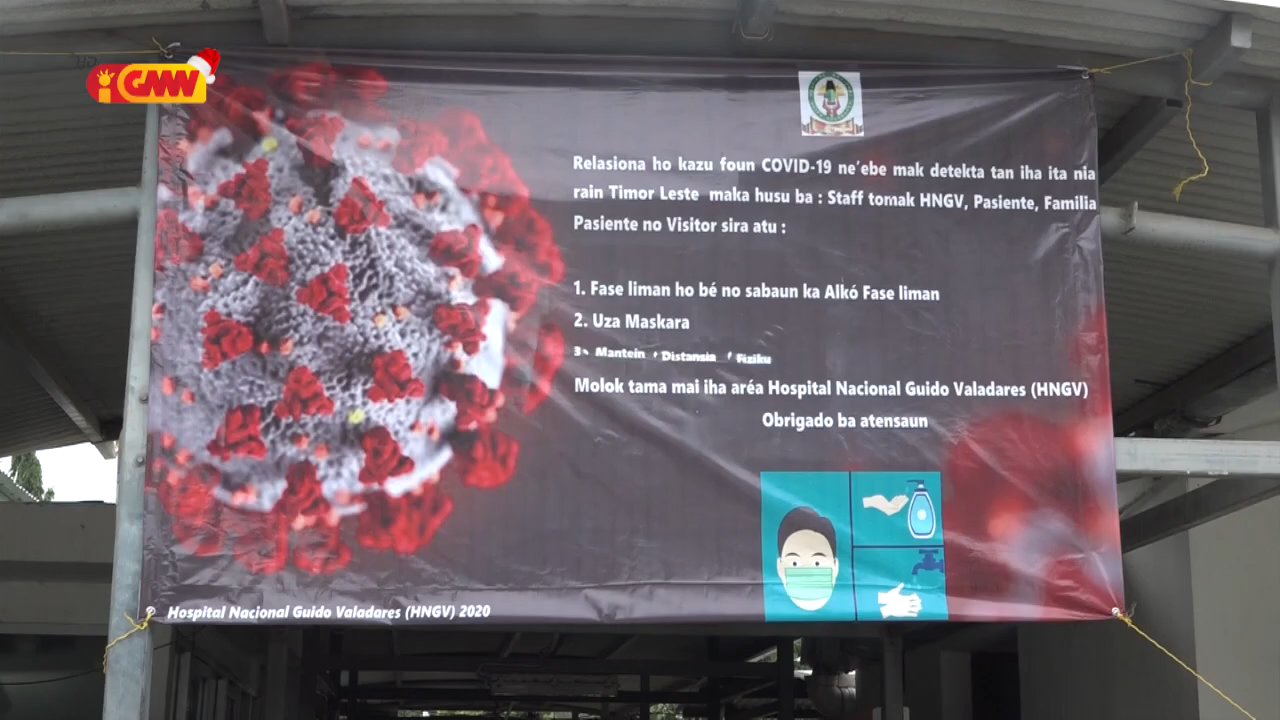 GMN
Relasiona ho kazu foun COVID-19 ne'ebe mak detekta tan iha ita nia
rain Timor Leste maka husu ba : Staff tomak HNGV, Pasiente, Familia
Pasiente no Visitor sira atu :
1. Fase liman ho bé no sabaun ka Alkó Fase liman
2. Uza Maskara
3. Mantein Distansia Fiziku
Molok tama mai iha aréa Hospital Nacional Guido Valadares (HNGV)
Obrigado ba atensaun
Hospital Nacional Guido Valadares (HNGV) 2020